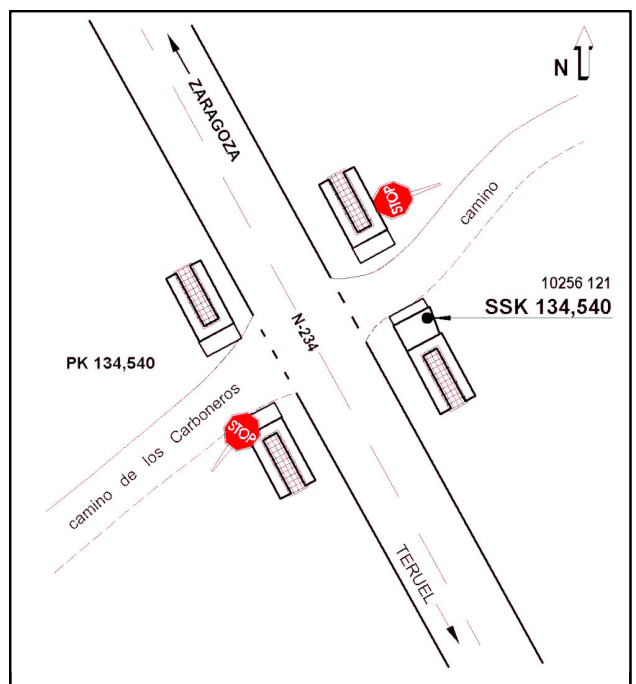 N
ZARAGOZA
STOP
camino
10256 121
SSK 134,540
N-234
PK 134,540
camino de los Carboneros
STOP
TERUEL